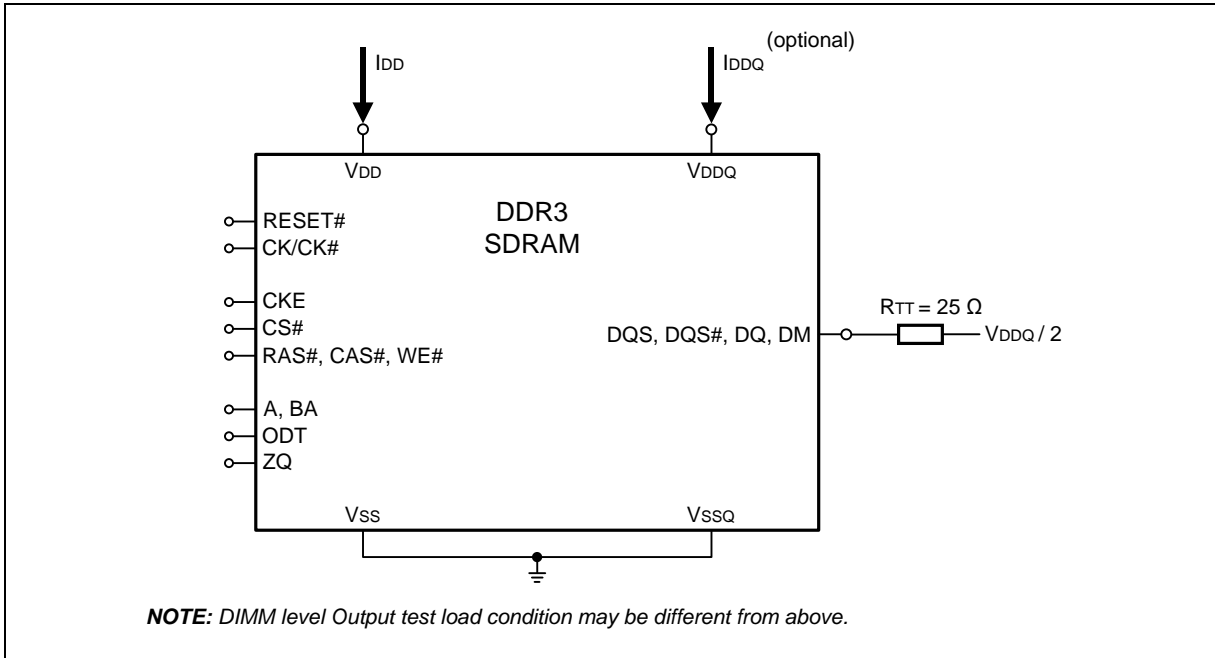 (optional)
IDD
IDDQ
VDD
VDDQ
DDR3
SDRAM
RESET#
CK/CK#
CKE
CS#
RAS#, CAS#, WE#
A, BA
ODT
ZQ
DQS, DQS#, DQ, DM
RTT = 25 Ω
VDDQ / 2
VSS
VSSQ
NOTE: DIMM level Output test load condition may be different from above.